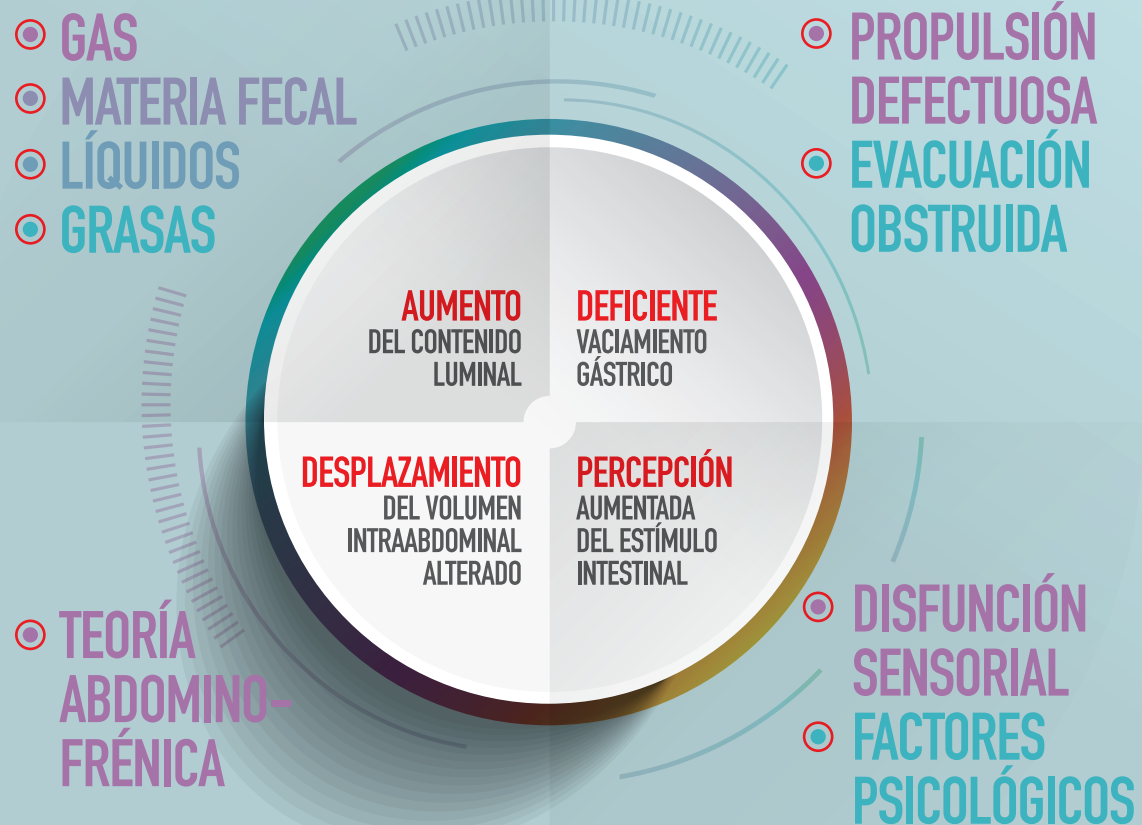 GAS
MATERIA FECAL
LÍQUIDOS
GRASAS
PROPULSIÓN
DEFECTUOSA
EVACUACIÓN
OBSTRUIDA
AUMENTO
DEL CONTENIDO
LUMINAL
DEFICIENTE
VACIAMIENTO
GÁSTRICO
DESPLAZAMIENTO
DEL VOLUMEN
INTRAABDOMINAL
ALTERADO
PERCEPCIÓN
AUMENTADA
DEL ESTÍMULO
INTESTINAL
TEORÍA
ABDOMINO-
FRÉNICA
DISFUNCIÓN
SENSORIAL
FACTORES
PSICOLÓGICOS